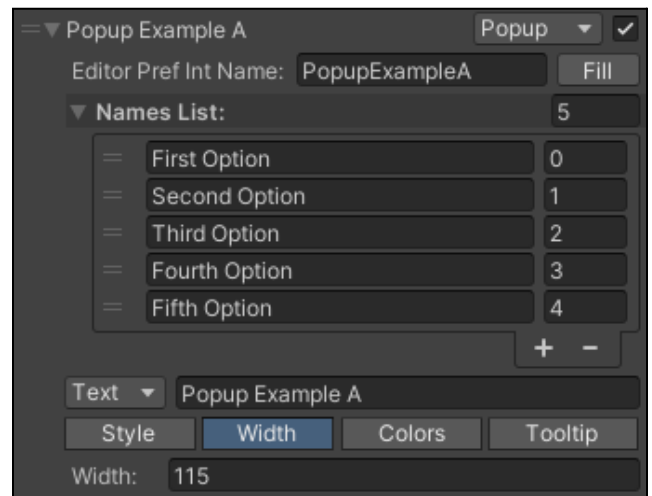 Popup Example A Popup
Editor Pref Int Name: PopupExampleA Fill
Names List: 5
First Option 0
Second Option 1
Third Option 2
Fourth Option 3
Fifth Option 4
+ −
Text Popup Example A
Style Width Colors Tooltip
Width: 115